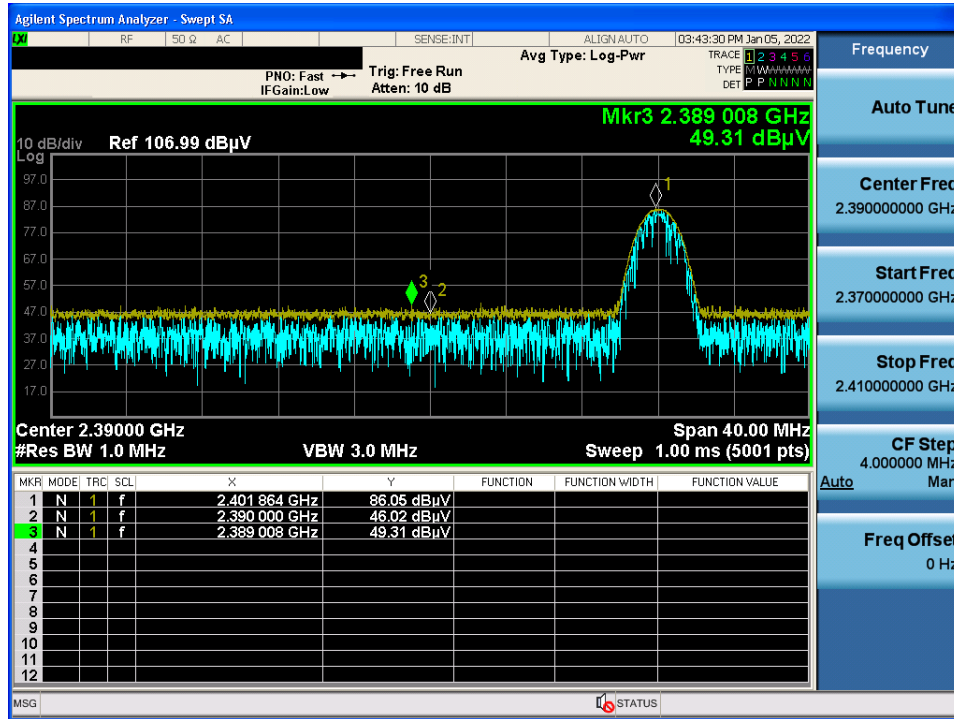 Agilent Spectrum Analyzer - Swept SA
LXI RF 50 Ω AC SENSE:INT ALIGN AUTO 03:43:30 PM Jan 05, 2022
Frequency
Avg Type: Log-Pwr TRACE 1 2 3 4 5 6
PNO: Fast Trig: Free Run TYPE M W W W W W
IFGain:Low Atten: 10 dB DET P P N N N N
Auto Tune
Mkr3 2.389 008 GHz
49.31 dBµV
10 dB/div Ref 106.99 dBµV
Log
97.0
87.0
77.0
67.0
57.0
47.0
37.0
27.0
17.0
1
3
2
Center Freq
2.390000000 GHz
Start Freq
2.370000000 GHz
Stop Freq
2.410000000 GHz
Center 2.39000 GHz Span 40.00 MHz
#Res BW 1.0 MHz VBW 3.0 MHz Sweep 1.00 ms (5001 pts)
CF Step
4.000000 MHz
Auto Man
MKR MODE TRC SCL X Y FUNCTION FUNCTION WIDTH FUNCTION VALUE
1 N 1 f 2.401 864 GHz 86.05 dBµV
2 N 1 f 2.390 000 GHz 46.02 dBµV
3 N 1 f 2.389 008 GHz 49.31 dBµV
4
5
6
7
8
9
10
11
12
Freq Offset
0 Hz
MSG STATUS